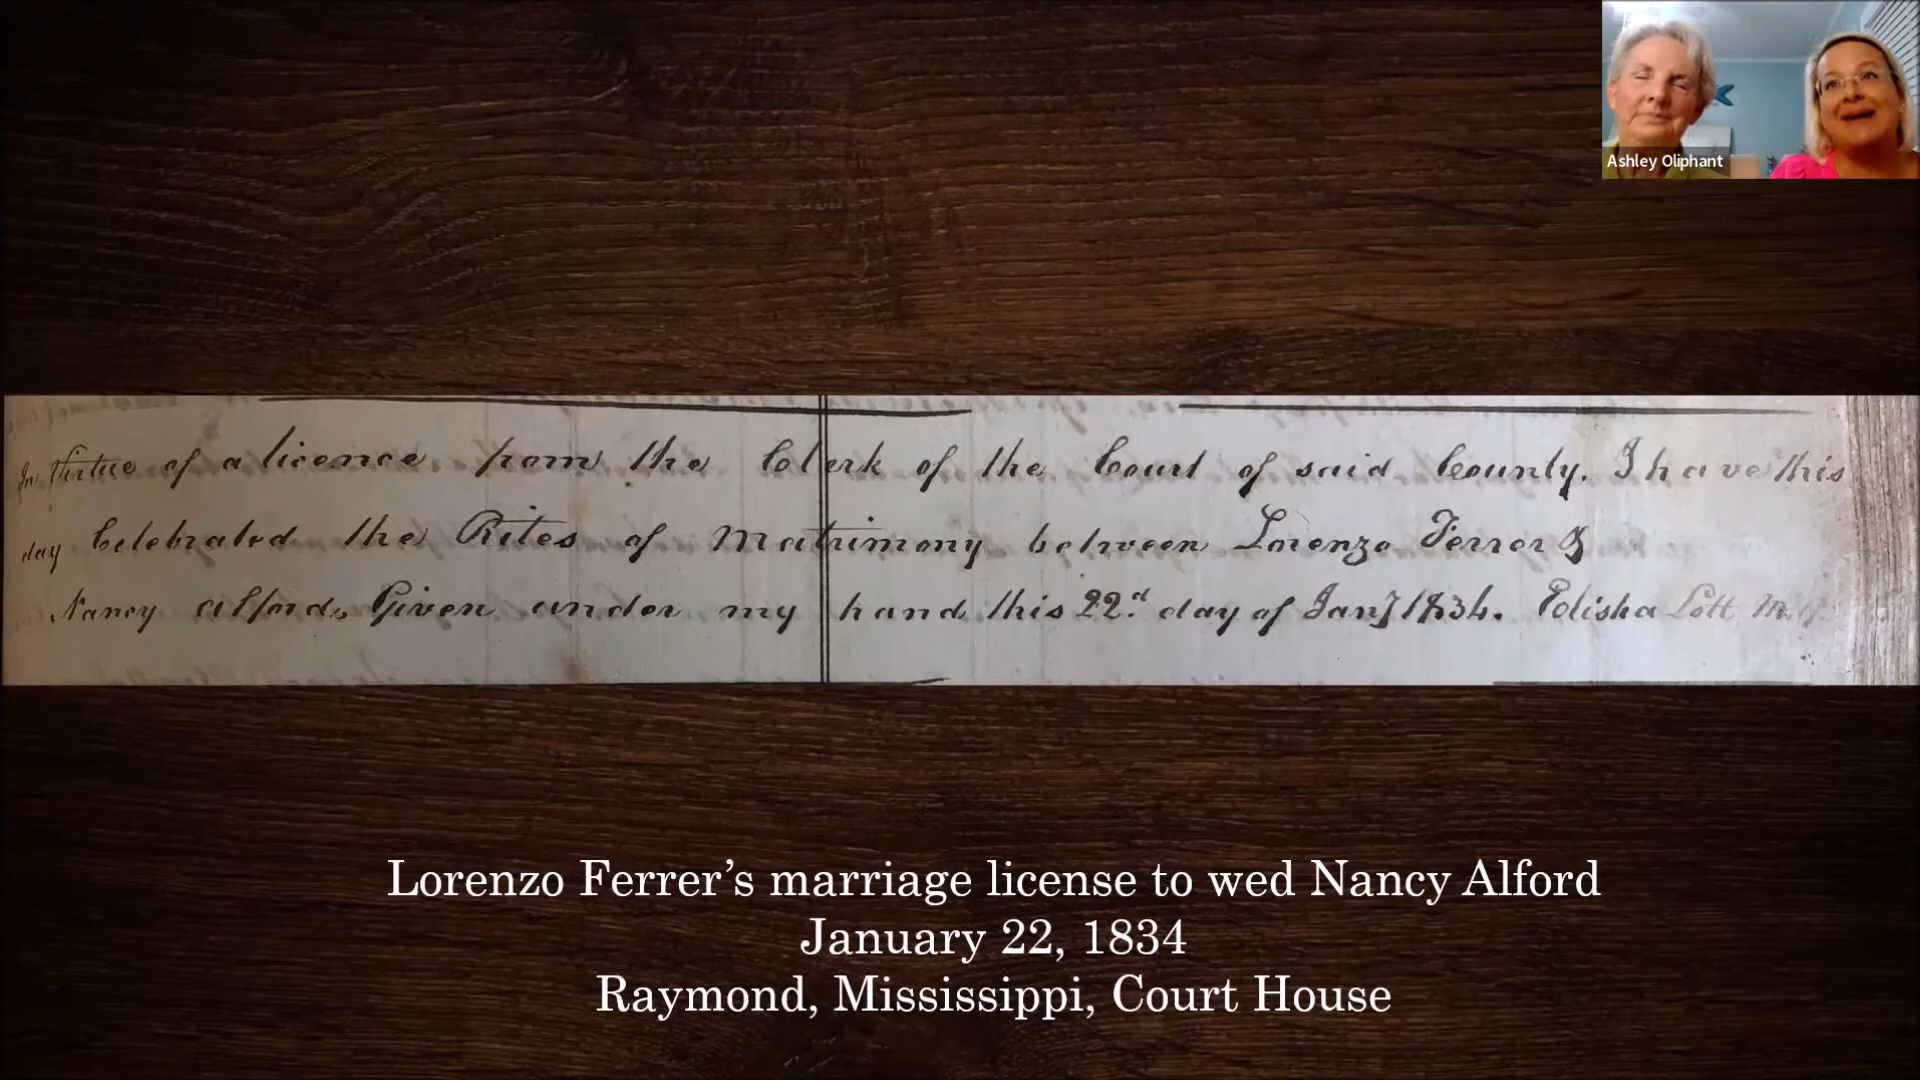 Ashley Oliphant
In Virtue of a licence from the Clerk of the Court of said County. I have this
day Celebrated the Rites of Matrimony between Lorenzo Ferrer &
Nancy alford, Given under my hand this 22.d day of Jany 1834. Elisha Lott
Lorenzo Ferrer’s marriage license to wed Nancy Alford
January 22, 1834
Raymond, Mississippi, Court House